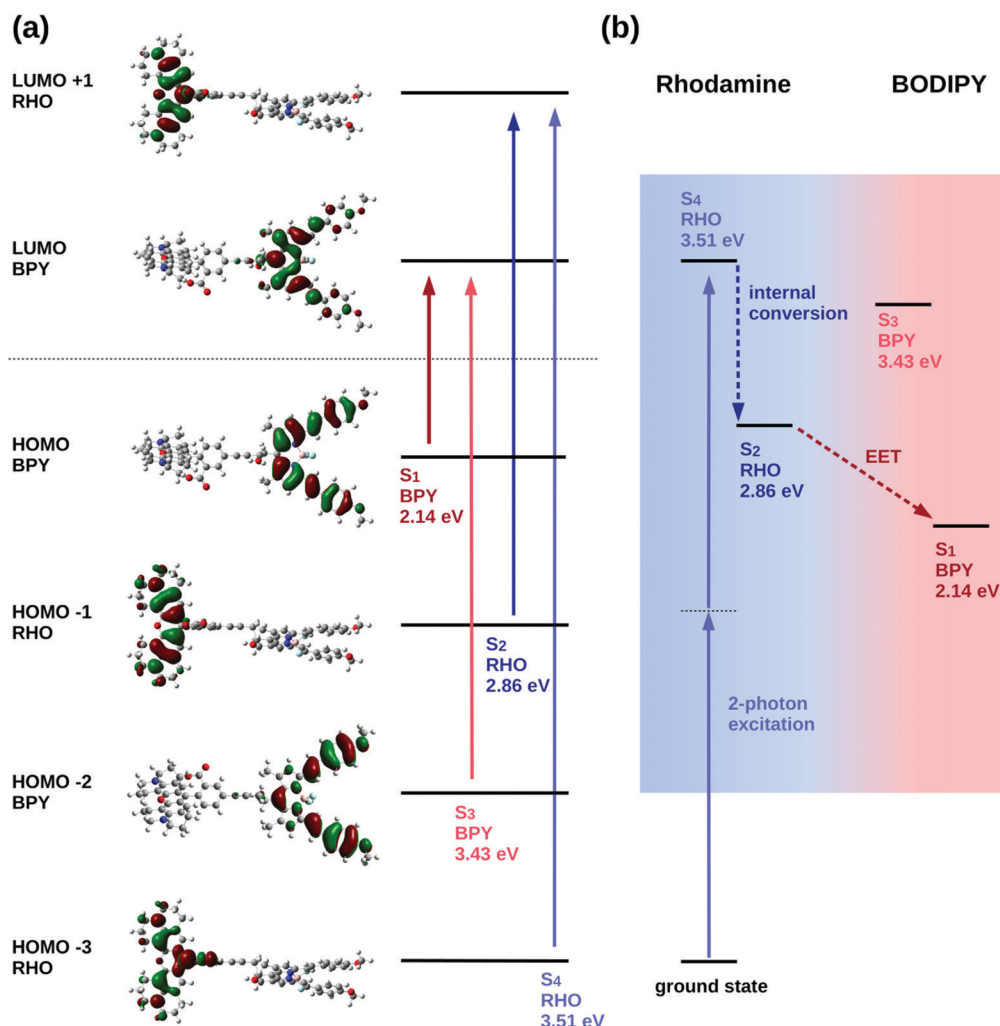 (a)
LUMO +1
RHO
LUMO
BPY
HOMO
BPY
S1
BPY
2.14 eV
HOMO -1
RHO
S2
RHO
2.86 eV
HOMO -2
BPY
S3
BPY
3.43 eV
HOMO -3
RHO
S4
RHO
3.51 eV
(b)
Rhodamine
BODIPY
S4
RHO
3.51 eV
internal
conversion
S3
BPY
3.43 eV
S2
RHO
2.86 eV
EET
S1
BPY
2.14 eV
2-photon
excitation
ground state